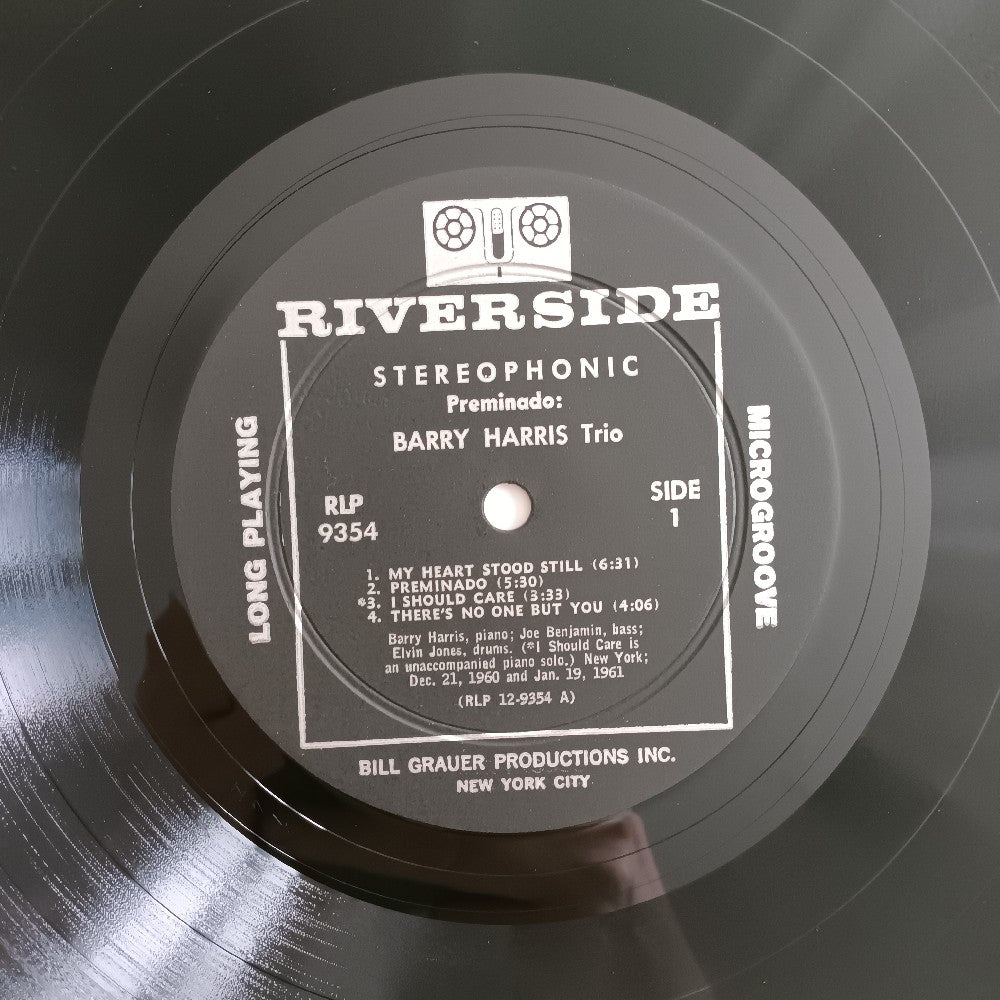 RIVERSIDE
STEREOPHONIC
Preminado:
BARRY HARRIS Trio
RLP
9354
SIDE
1
LONG PLAYING
MICROGROOVE
1. MY HEART STOOD STILL (6:31)
2. PREMINADO (5:30)
*3. I SHOULD CARE (3:33)
4. THERE'S NO ONE BUT YOU (4:06)
Barry Harris, piano; Joe Benjamin, bass;
Elvin Jones, drums. (*I Should Care is
an unaccompanied piano solo.) New York;
Dec. 21, 1960 and Jan. 19, 1961
(RLP 12-9354 A)
BILL GRAUER PRODUCTIONS INC.
NEW YORK CITY